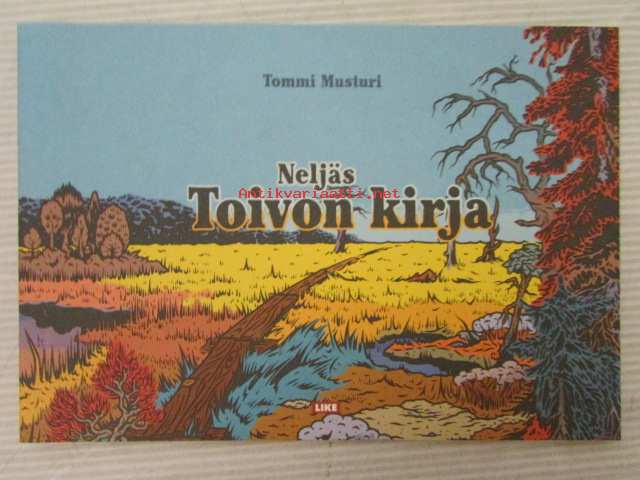 Tommi Musturi
Neljäs
Antikvariaatti.net
Toivon kirja
LIKE